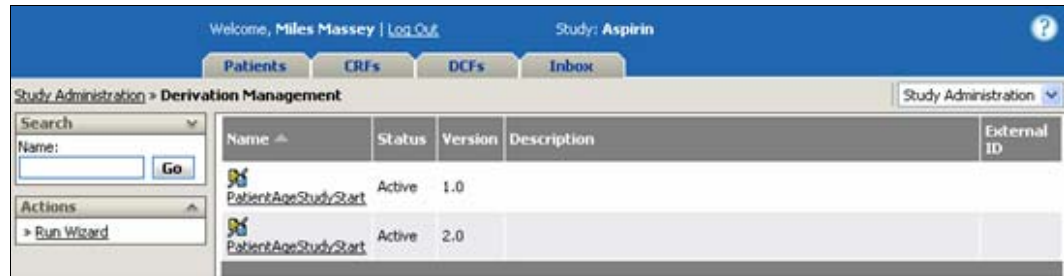 Welcome, Miles Massey | Log Out Study: Aspirin ?
Patients CRFs DCFs Inbox
Study Administration » Derivation Management Study Administration
Search
Name:
Go
Actions
» Run Wizard
Name Status Version Description External ID
PatientAgeStudyStart Active 1.0
PatientAgeStudyStart Active 2.0